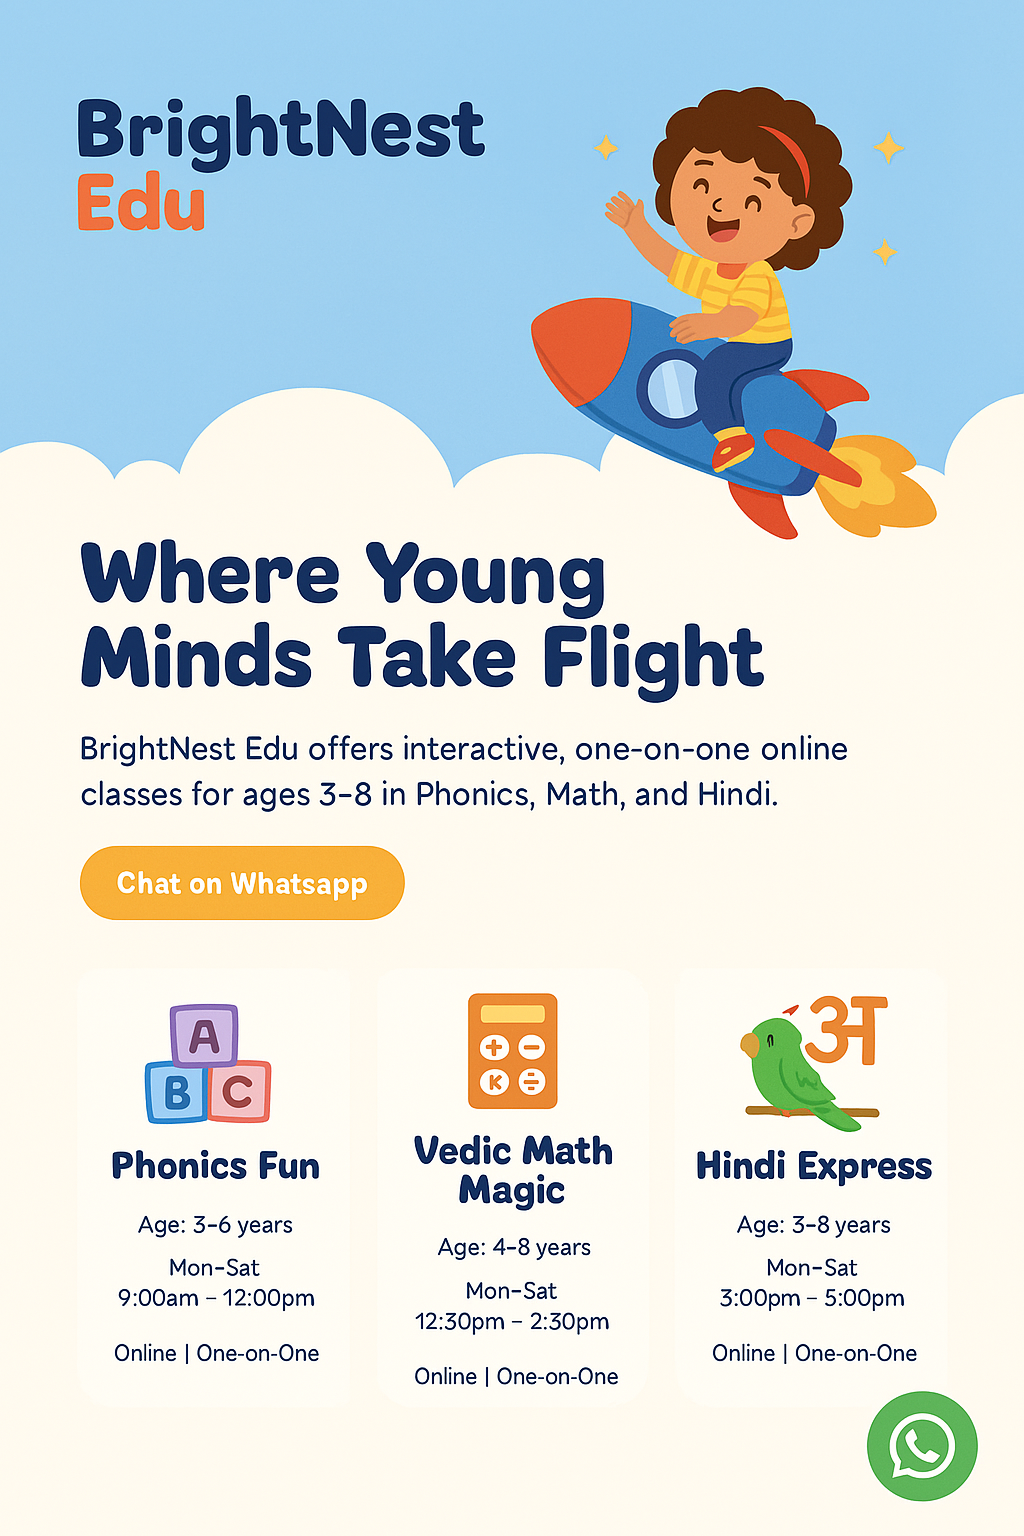 BrightNest
Edu
Where Young
Minds Take Flight
BrightNest Edu offers interactive, one-on-one online
classes for ages 3-8 in Phonics, Math, and Hindi.
Chat on Whatsapp
A
B C
Phonics Fun
Age: 3-6 years
Mon-Sat
9:00am - 12:00pm
Online | One-on-One
+ −
K ÷
Vedic Math
Magic
Age: 4-8 years
Mon-Sat
12:30pm - 2:30pm
Online | One-on-One
अ
Hindi Express
Age: 3-8 years
Mon-Sat
3:00pm - 5:00pm
Online | One-on-One